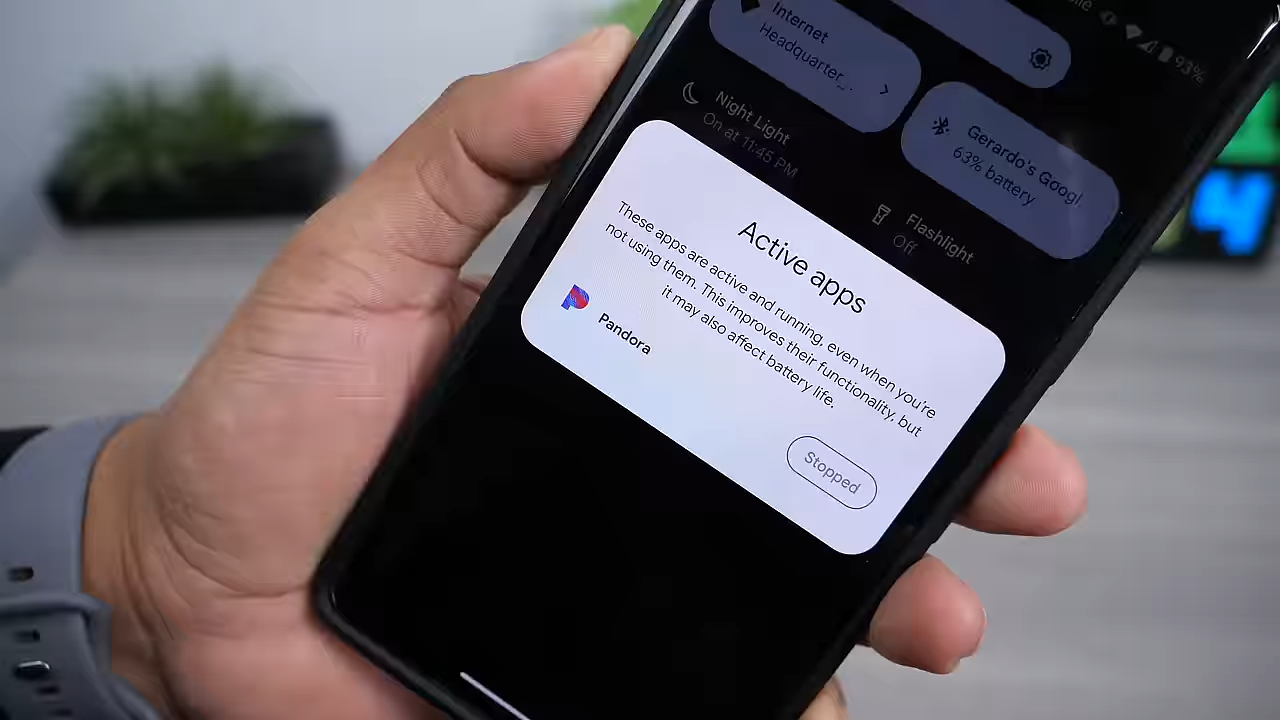 93%
Internet
Headquarter_.
Night Light
On at 11:45 PM
Gerardo's Googl
63% battery
Flashlight
Off
Active apps
These apps are active and running, even when you're
not using them. This improves their functionality, but
it may also affect battery life.
Pandora
Stopped
4